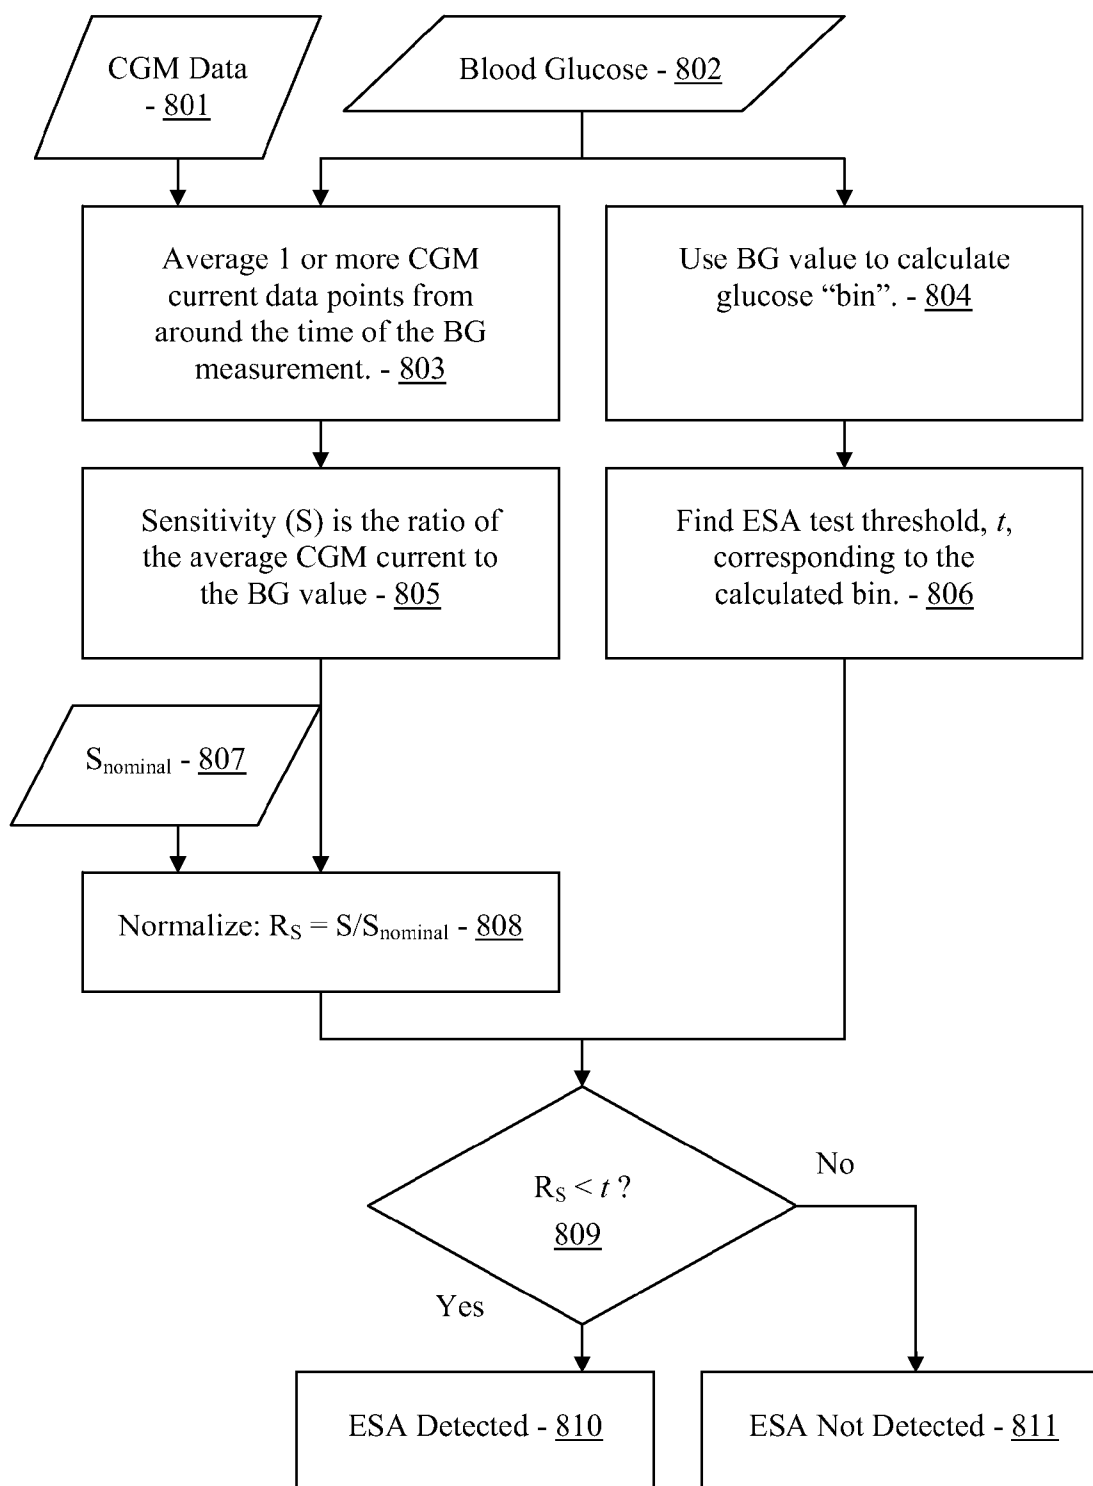 CGM Data
- 801
Blood Glucose - 802
Average 1 or more CGM
current data points from
around the time of the BG
measurement. - 803
Use BG value to calculate
glucose “bin”. - 804
Sensitivity (S) is the ratio of
the average CGM current to
the BG value - 805
Find ESA test threshold, t,
corresponding to the
calculated bin. - 806
Snominal - 807
Normalize: RS = S/Snominal - 808
RS < t ?
809
No
Yes
ESA Detected - 810
ESA Not Detected - 811